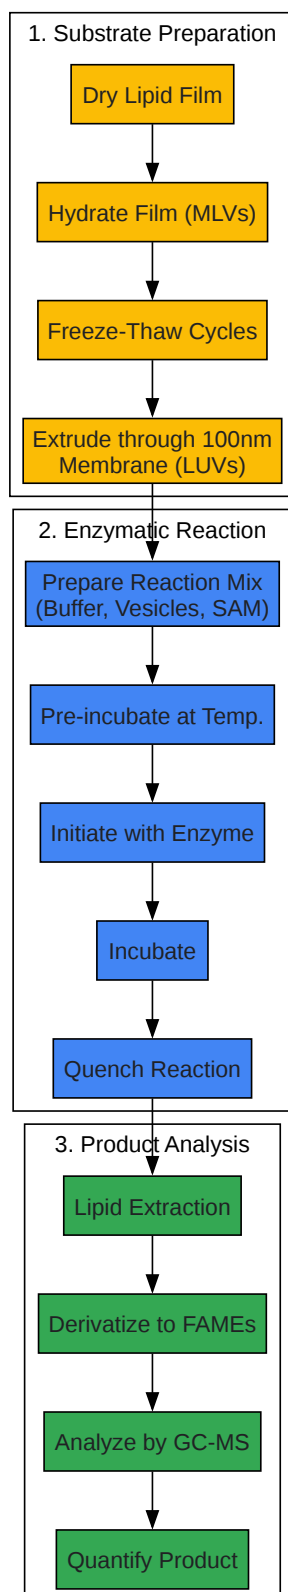 1. Substrate Preparation
Dry Lipid Film
Hydrate Film (MLVs)
Freeze-Thaw Cycles
Extrude through 100nm
Membrane (LUVs)
2. Enzymatic Reaction
Prepare Reaction Mix
(Buffer, Vesicles, SAM)
Pre-incubate at Temp.
Initiate with Enzyme
Incubate
Quench Reaction
3. Product Analysis
Lipid Extraction
Derivatize to FAMEs
Analyze by GC-MS
Quantify Product